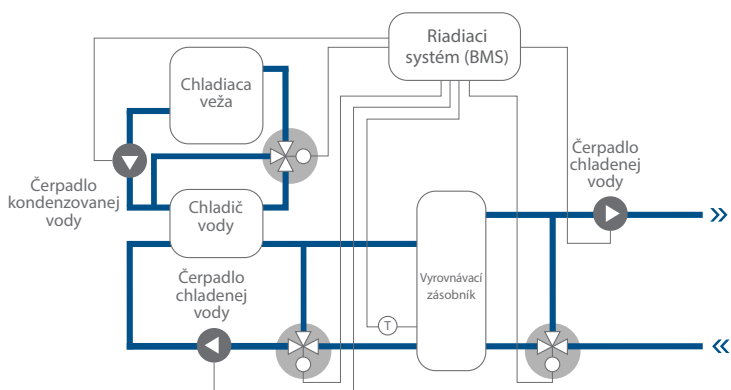 Riadiaci
systém (BMS)
Chladiaca
veža
Čerpadlo
chladenej
vody
Čerpadlo
kondenzovanej
vody
Chladič
vody
Čerpadlo
chladenej
vody
Vyrovnávací
zásobník
T